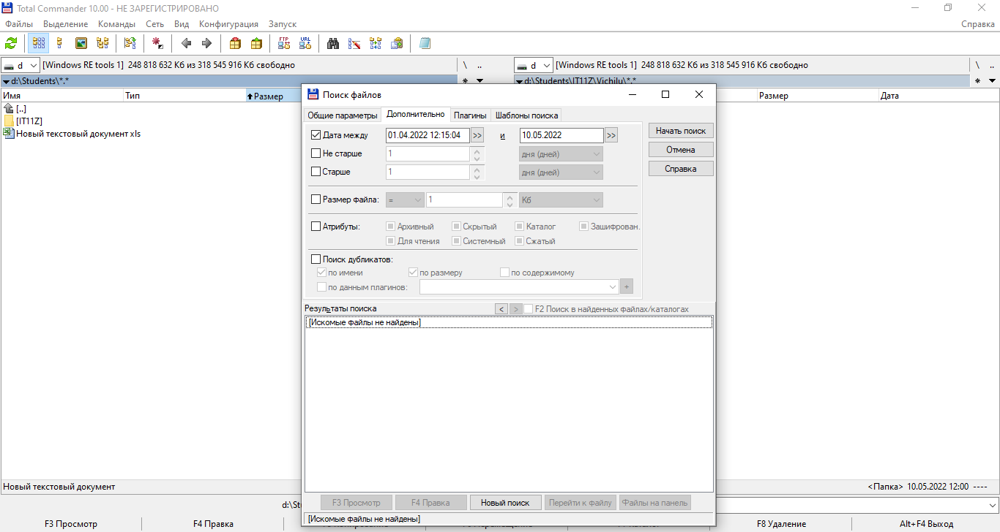 Total Commander 10.00 - НЕ ЗАРЕГИСТРИРОВАНО
Файлы Выделение Команды Сеть Вид Конфигурация Запуск Справка
FTP URL
d [Windows RE tools 1] 248 818 632 Кб из 318 545 916 Кб свободно \ ..
d [Windows RE tools 1] 248 818 632 Кб из 318 545 916 Кб свободно \ ..
d:\Students\*.* *
d:\Students\IT11Z\Vichilu\*.* *
Имя Тип Размер
Размер Дата
[..]
[IT11Z]
Новый текстовый документ xls
Поиск файлов
Общие параметры Дополнительно Плагины Шаблоны поиска
Дата между 01.04.2022 12:15:04 >> и 10.05.2022 >>
Начать поиск
Не старше 1 дня (дней)
Отмена
Старше 1 дня (дней)
Справка
Размер файла: = 1 Кб
Атрибуты: Архивный Скрытый Каталог Зашифрован.
Для чтения Системный Сжатый
Поиск дубликатов:
по имени по размеру по содержимому
по данным плагинов: +
Результаты поиска < > F2 Поиск в найденных файлах/каталогах
[Искомые файлы не найдены]
F3 Просмотр F4 Правка Новый поиск Перейти к файлу Файлы на панель
[Искомые файлы не найдены]
Новый текстовый документ
<Папка> 10.05.2022 12:00 ----
d:\St
F3 Просмотр F4 Правка F8 Удаление Alt+F4 Выход